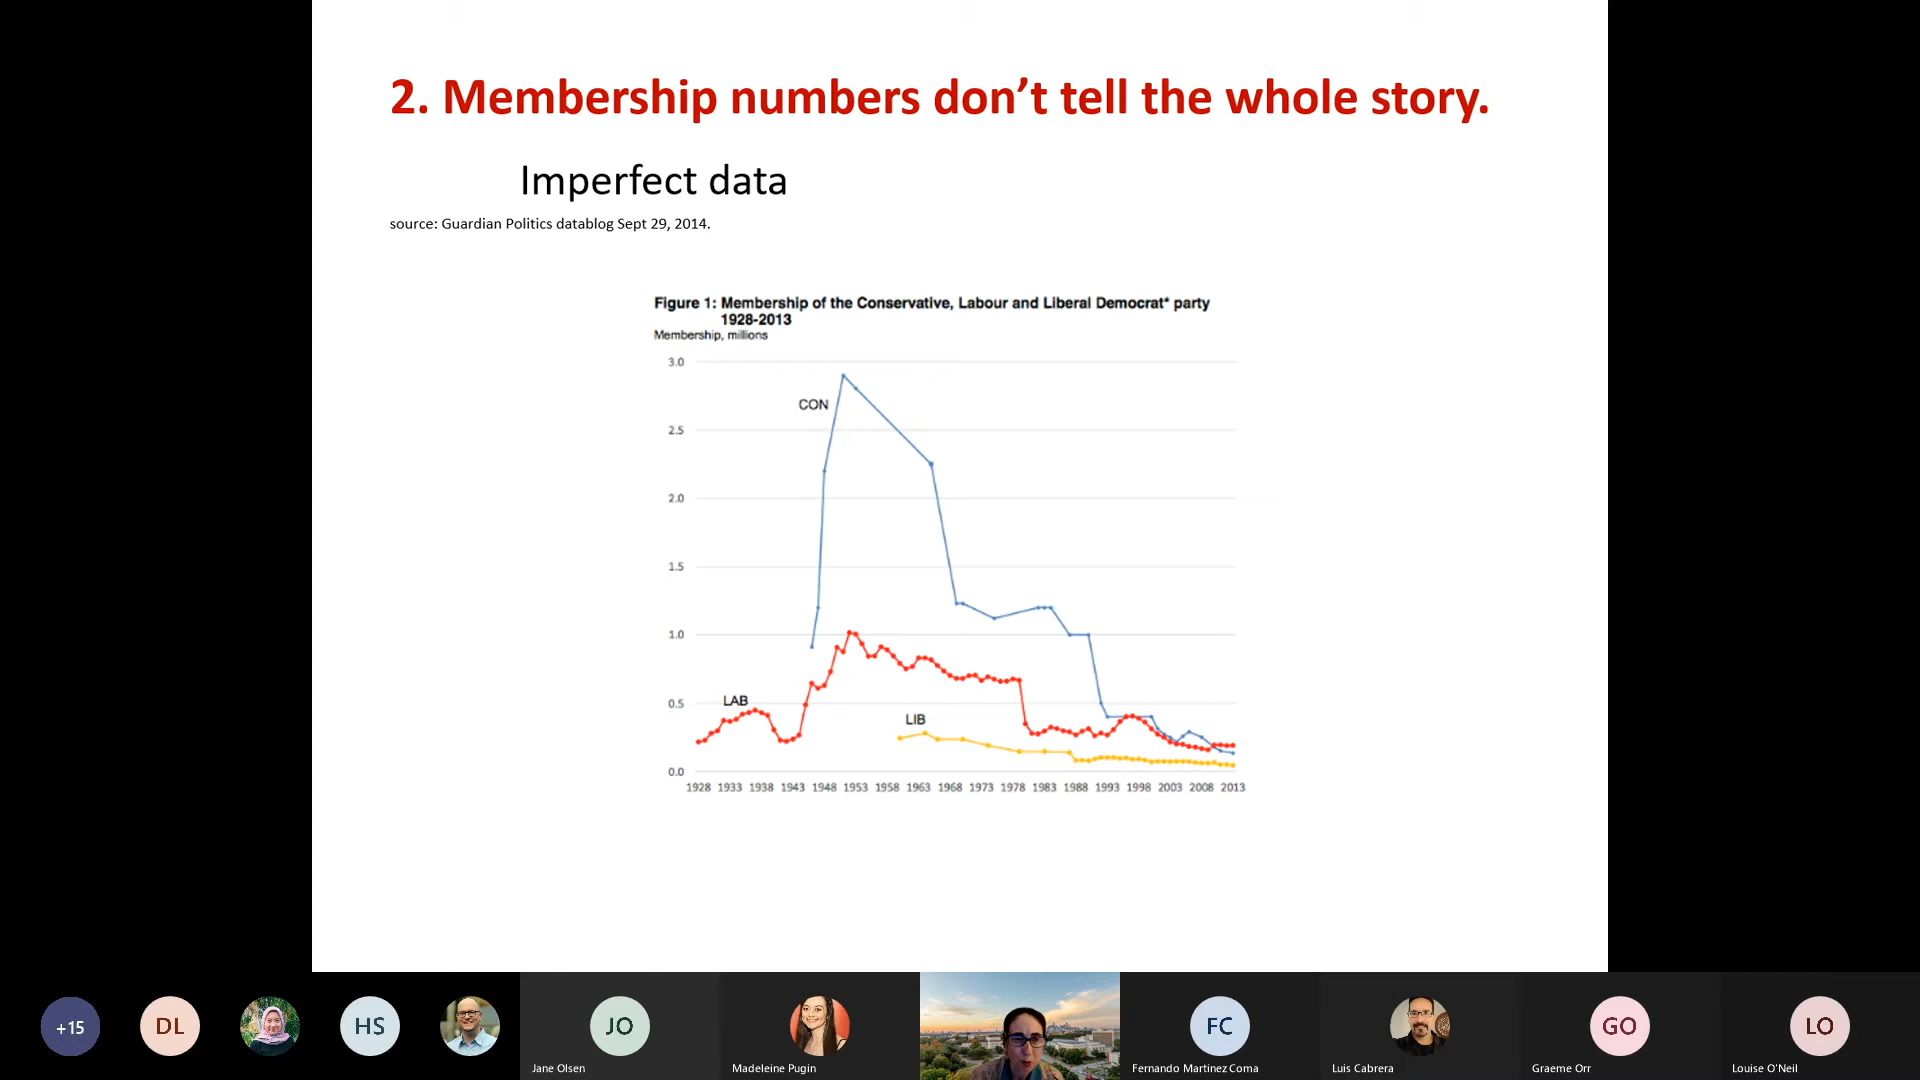 2. Membership numbers don’t tell the whole story.
Imperfect data
source: Guardian Politics datablog Sept 29, 2014.
Figure 1: Membership of the Conservative, Labour and Liberal Democrat* party
1928-2013
Membership, millions
3.0
CON
2.5
2.0
1.5
1.0
LAB
0.5
LIB
0.0
1928 1933 1938 1943 1948 1953 1958 1963 1968 1973 1978 1983 1988 1993 1998 2003 2008 2013
+15
DL
HS
JO
FC
GO
LO
Jane Olsen
Madeleine Pugin
Fernando Martinez Coma
Luis Cabrera
Graeme Orr
Louise O'Neil